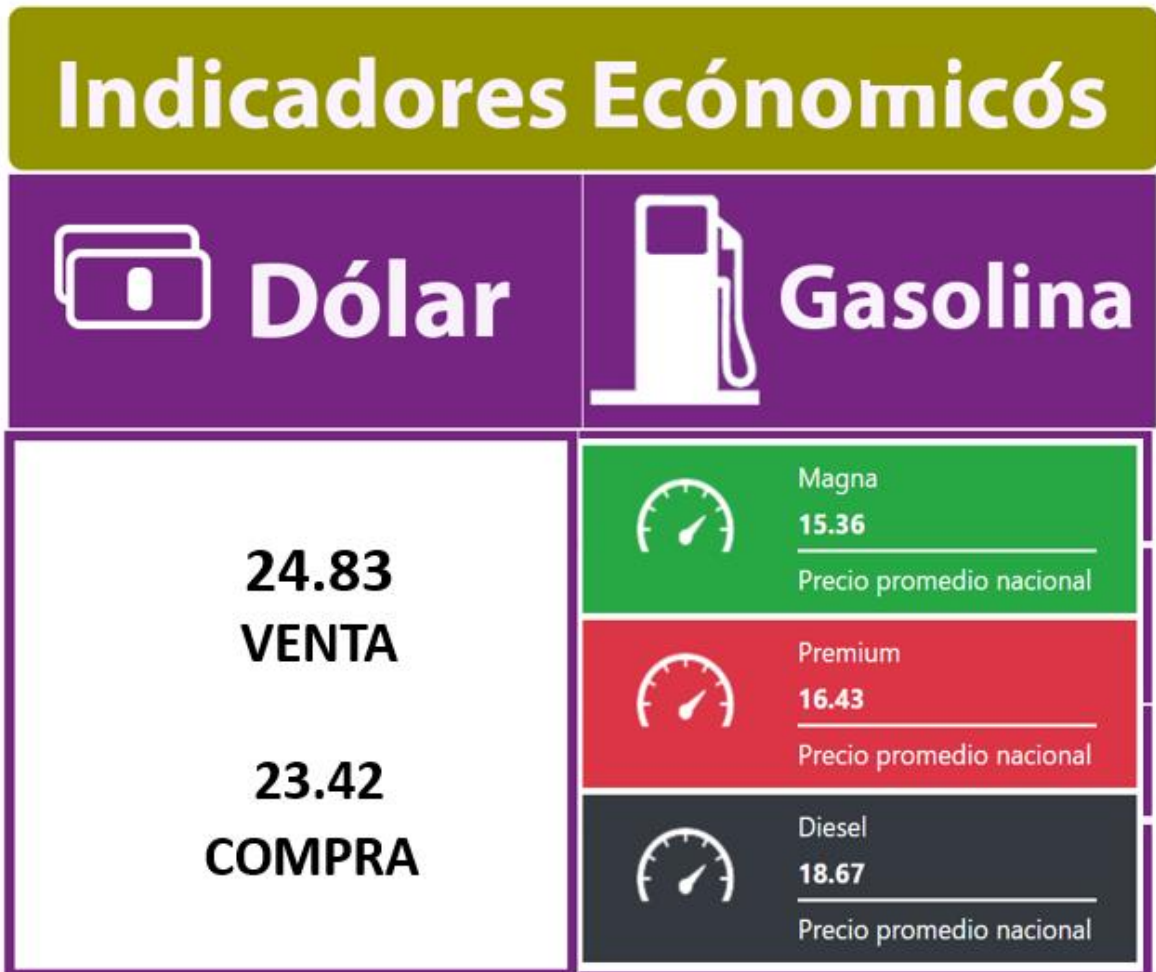 Indicadores Ecónomicós
Dólar
Gasolina
24.83
VENTA
23.42
COMPRA
Magna
15.36
Precio promedio nacional
Premium
16.43
Precio promedio nacional
Diesel
18.67
Precio promedio nacional